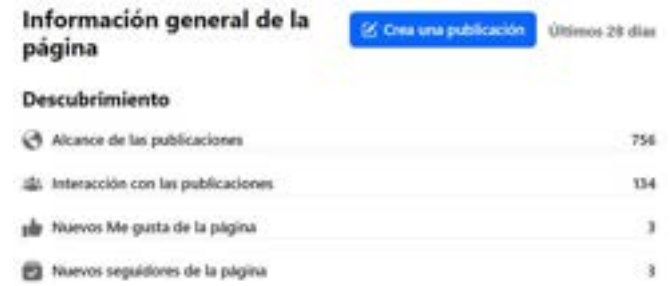 Información general de la
página
Crea una publicación
Últimos 28 días
Descubrimiento
Alcance de las publicaciones 756
Interacción con las publicaciones 134
Nuevos Me gusta de la página 3
Nuevos seguidores de la página 3